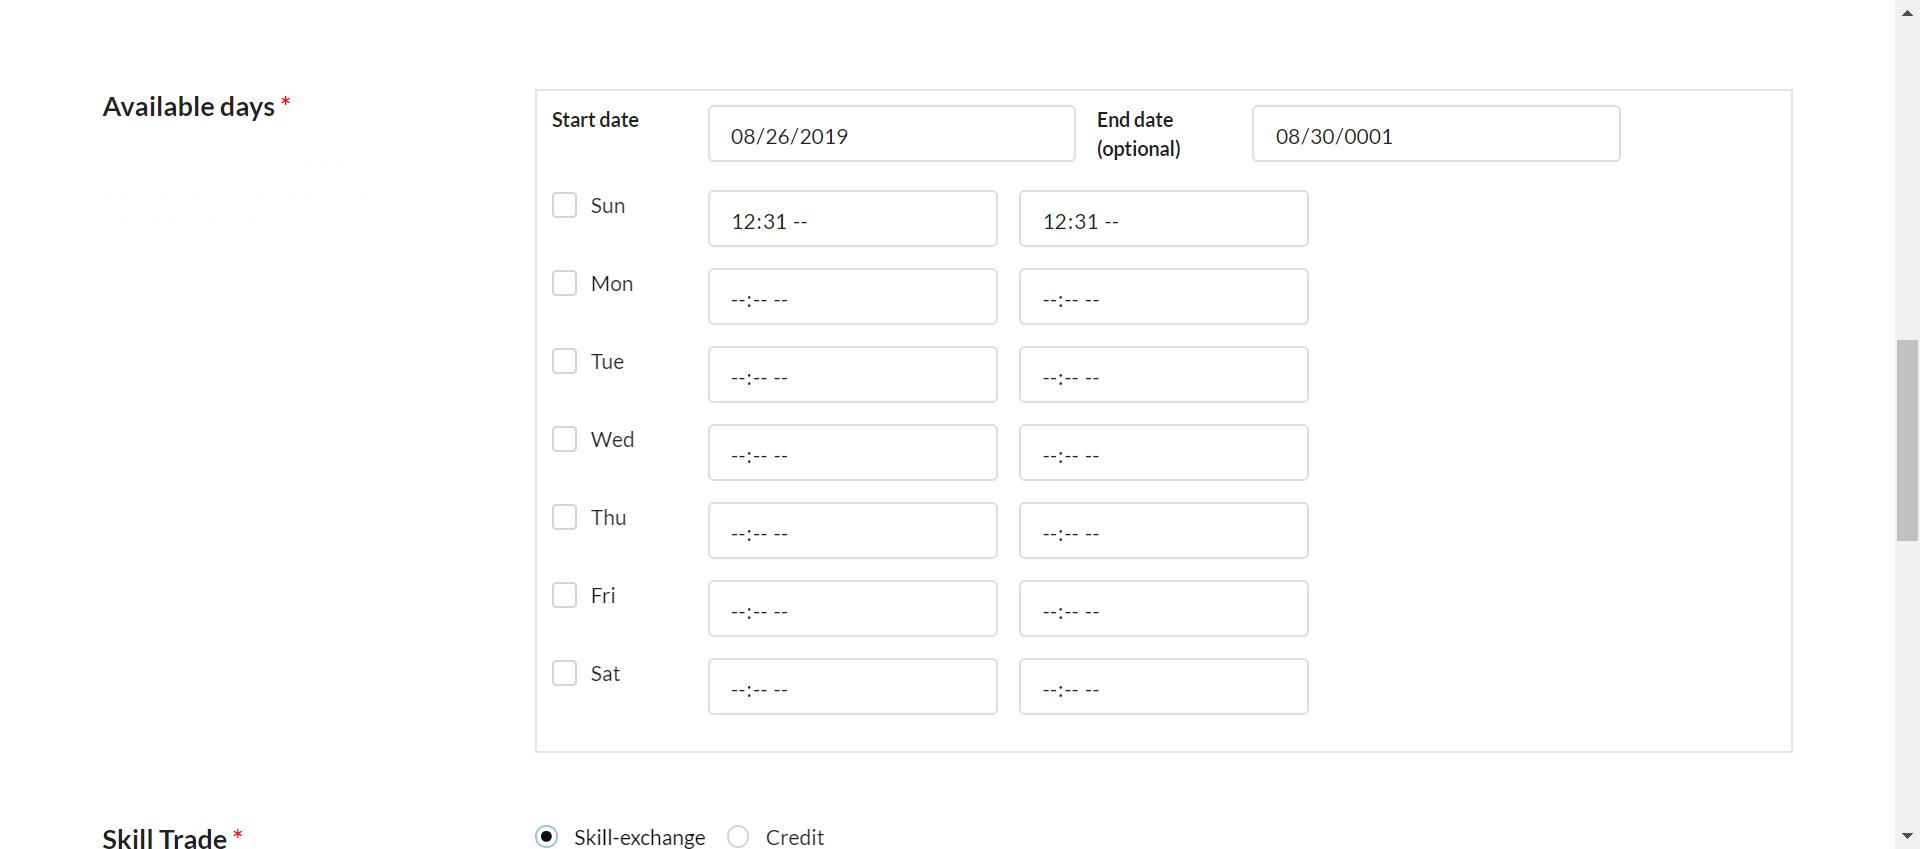 Available days *
Start date 08/26/2019 End date 08/30/0001
(optional)
Sun 12:31 -- 12:31 --
Mon --:-- -- --:-- --
Tue --:-- -- --:-- --
Wed --:-- -- --:-- --
Thu --:-- -- --:-- --
Fri --:-- -- --:-- --
Sat --:-- -- --:-- --
Skill Trade * Skill-exchange Credit